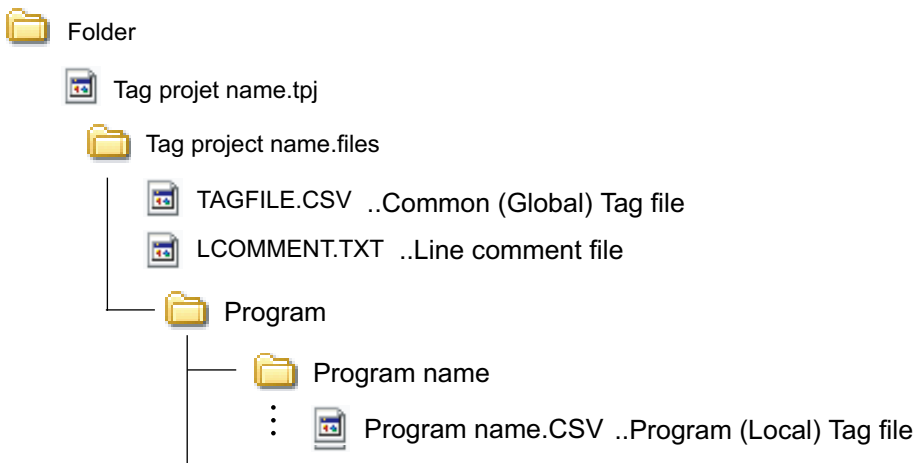 Folder
Tag projet name.tpj
Tag project name.files
TAGFILE.CSV ..Common (Global) Tag file
LCOMMENT.TXT ..Line comment file
Program
Program name
Program name.CSV ..Program (Local) Tag file